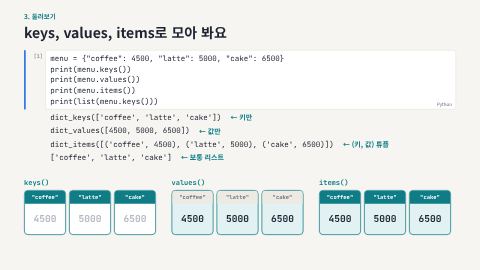 3. 둘러보기
keys, values, items로 모아 봐요
[1]
menu = {"coffee": 4500, "latte": 5000, "cake": 6500}
print(menu.keys())
print(menu.values())
print(menu.items())
print(list(menu.keys()))
Python
dict_keys(['coffee', 'latte', 'cake']) ← 키만
dict_values([4500, 5000, 6500]) ← 값만
dict_items([('coffee', 4500), ('latte', 5000), ('cake', 6500)]) ← (키, 값) 튜플
['coffee', 'latte', 'cake'] ← 보통 리스트
keys() values() items()
"coffee" "latte" "cake" "coffee" "latte" "cake" "coffee" "latte" "cake"
4500 5000 6500 4500 5000 6500 4500 5000 6500